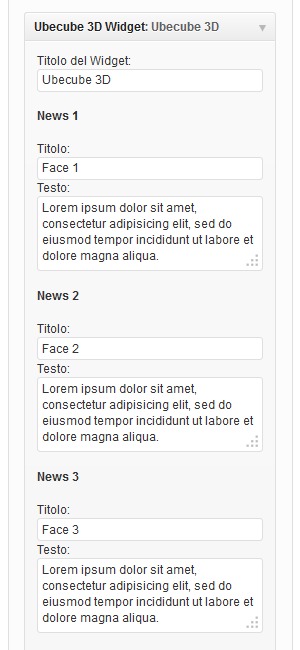 Ubecube 3D Widget: Ubecube 3D
Titolo del Widget:
Ubecube 3D
News 1
Titolo:
Face 1
Testo:
Lorem ipsum dolor sit amet,
consectetur adipisicing elit, sed do
eiusmod tempor incididunt ut labore et
dolore magna aliqua.
News 2
Titolo:
Face 2
Testo:
Lorem ipsum dolor sit amet,
consectetur adipisicing elit, sed do
eiusmod tempor incididunt ut labore et
dolore magna aliqua.
News 3
Titolo:
Face 3
Testo:
Lorem ipsum dolor sit amet,
consectetur adipisicing elit, sed do
eiusmod tempor incididunt ut labore et
dolore magna aliqua.